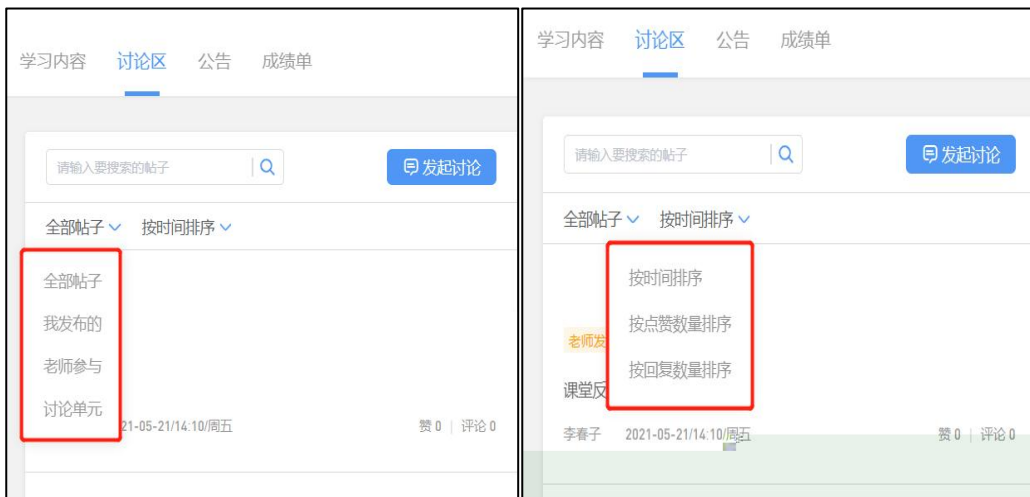 学习内容 讨论区 公告 成绩单
请输入要搜索的帖子 发起讨论
全部帖子 按时间排序
全部帖子
我发布的
老师参与
讨论单元
21-05-21/14:10/周五 赞 0 | 评论 0
学习内容 讨论区 公告 成绩单
请输入要搜索的帖子 发起讨论
全部帖子 按时间排序
按时间排序
按点赞数量排序
老师发
按回复数量排序
课堂反
李春子 2021-05-21/14:10/周五 赞 0 | 评论 0